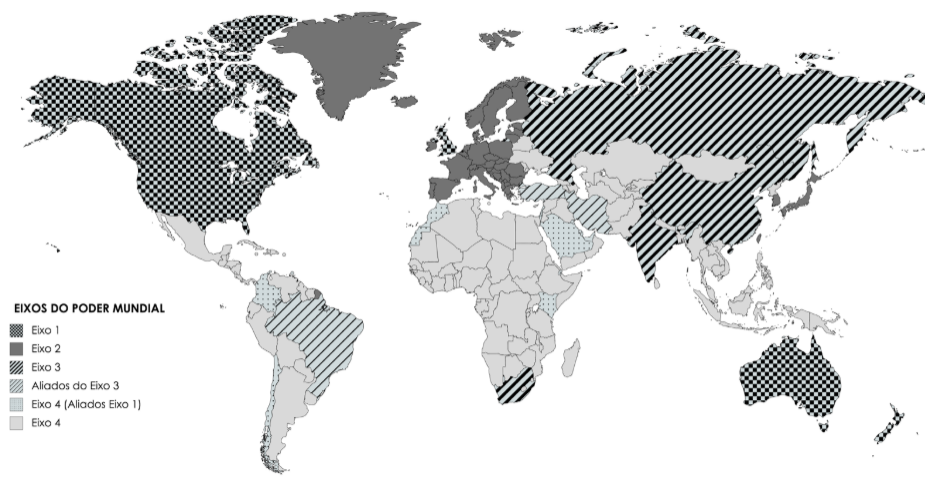 EIXOS DO PODER MUNDIAL
Eixo 1
Eixo 2
Eixo 3
Aliados do Eixo 3
Eixo 4 (Aliados Eixo 1)
Eixo 4